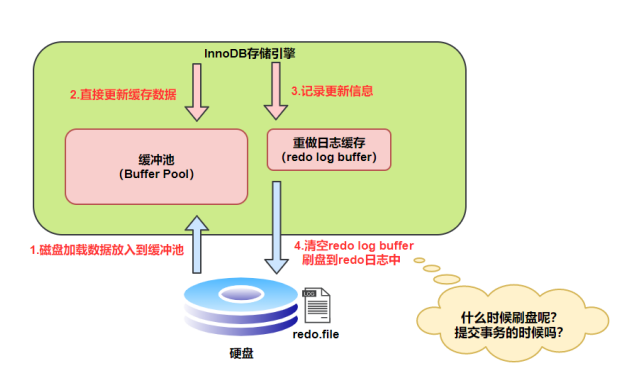 InnoDB存储引擎
2.直接更新缓存数据
3.记录更新信息
缓冲池
（Buffer Pool）
重做日志缓存
（redo log buffer）
1.磁盘加载数据放入到缓冲池
4.清空redo log buffer
刷盘到redo日志中
LOG
redo.file
硬盘
什么时候刷盘呢？
提交事务的时候吗？